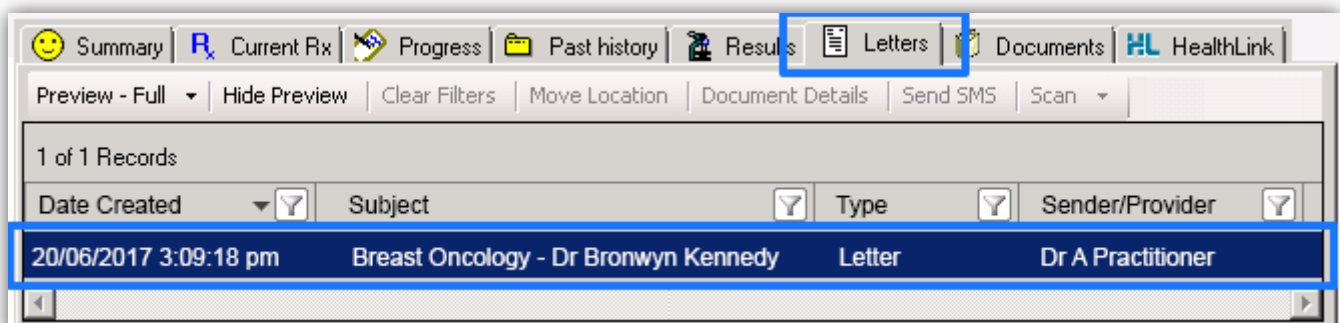 Summary Rx Current Rx Progress Past history Results Letters Documents HL HealthLink
Preview - Full Hide Preview Clear Filters Move Location Document Details Send SMS Scan
1 of 1 Records
Date Created Subject Type Sender/Provider
20/06/2017 3:09:18 pm Breast Oncology - Dr Bronwyn Kennedy Letter Dr A Practitioner